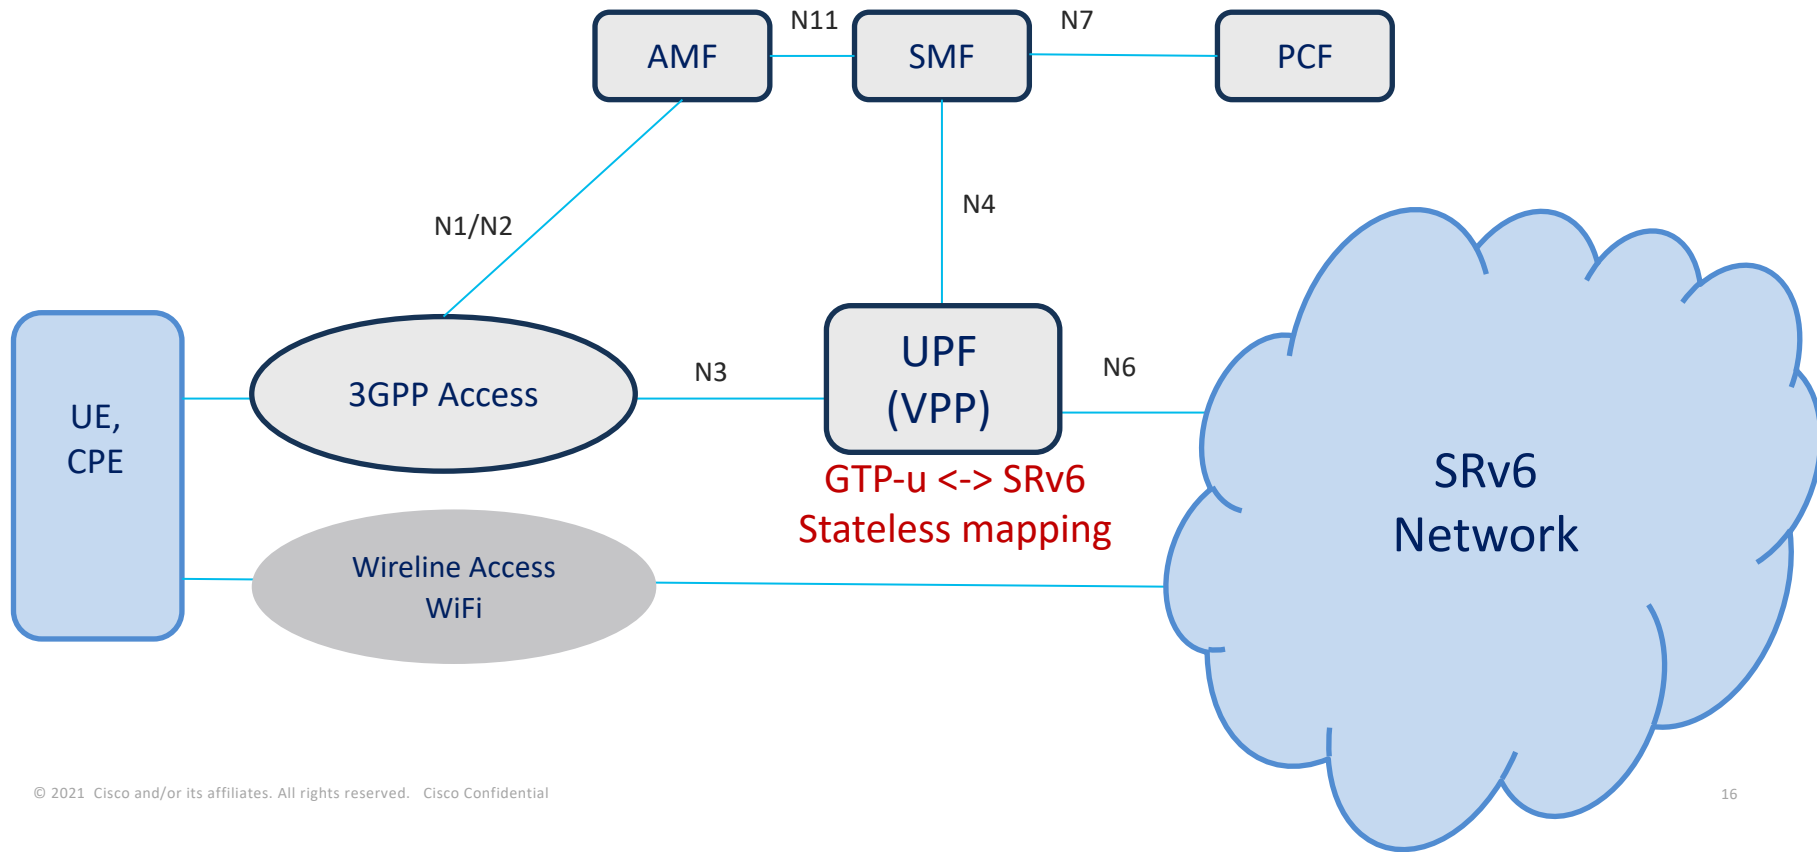 AMF
N11
SMF
N7
PCF
N1/N2
N4
UE,
CPE
3GPP Access
N3
UPF
(VPP)
N6
GTP-u <-> SRv6
Stateless mapping
SRv6
Network
Wireline Access
WiFi
© 2021 Cisco and/or its affiliates. All rights reserved. Cisco Confidential
16